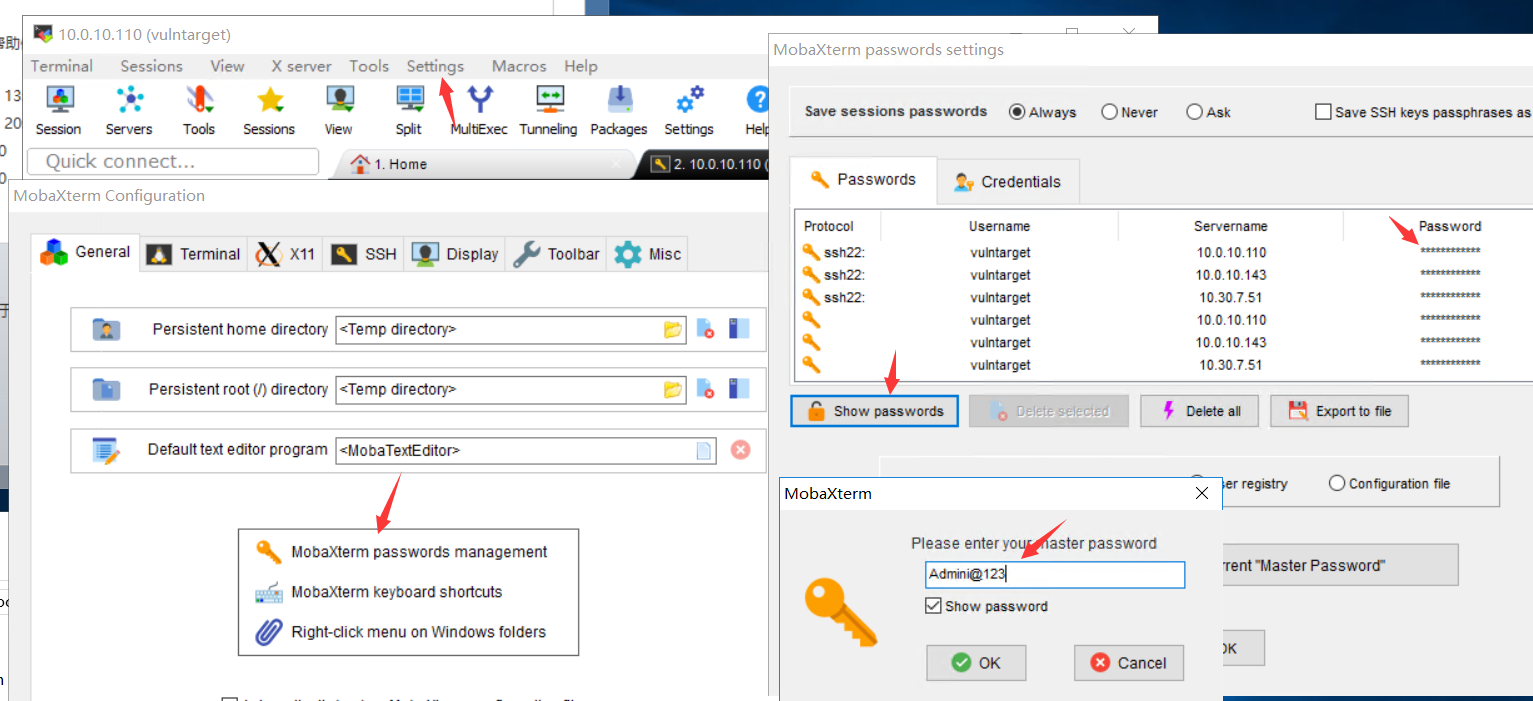 10.0.10.110 (vulntarget)
Terminal Sessions View X server Tools Settings Macros Help
Session Servers Tools Sessions View Split MultiExec Tunneling Packages Settings Help
Quick connect...
1. Home
2. 10.0.10.110 (
MobaXterm Configuration
General Terminal X11 SSH Display Toolbar Misc
Persistent home directory <Temp directory>
Persistent root (/) directory <Temp directory>
Default text editor program <MobaTextEditor>
MobaXterm passwords management
MobaXterm keyboard shortcuts
Right-click menu on Windows folders
MobaXterm passwords settings
Save sessions passwords Always Never Ask Save SSH keys passphrases as
Passwords Credentials
Protocol Username Servername Password
ssh22: vulntarget 10.0.10.110 ************
ssh22: vulntarget 10.0.10.143 ************
ssh22: vulntarget 10.30.7.51 ************
vulntarget 10.0.10.110 ************
vulntarget 10.0.10.143 ************
vulntarget 10.30.7.51 ************
Show passwords Delete selected Delete all Export to file
registry Configuration file
"Master Password"
OK
MobaXterm
Please enter your master password
Admini@123
Show password
OK Cancel
13
20